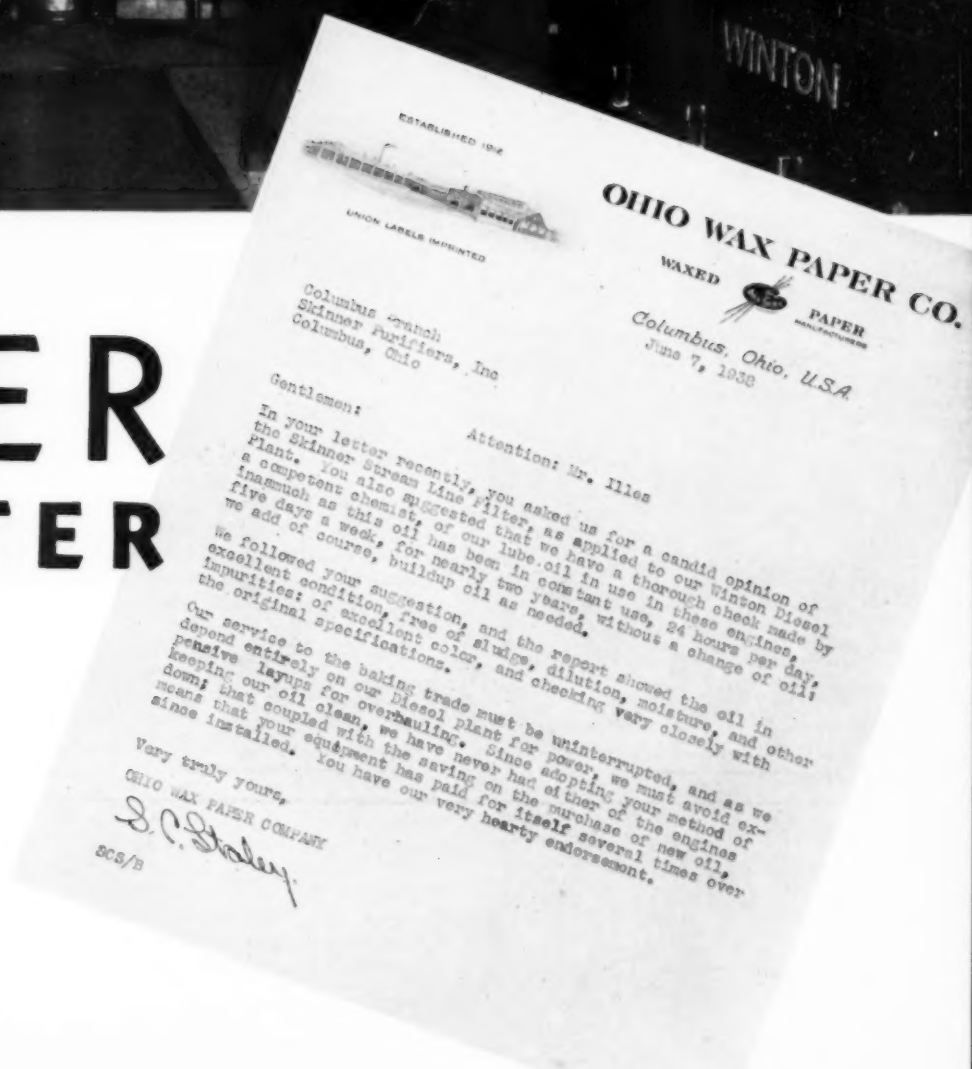 WINTON
ER
TER
ESTABLISHED 1912
UNION LABELS IMPRINTED
OHIO WAX PAPER CO.
WAXED
PAPER
MANUFACTURERS
Columbus, Ohio, U.S.A.
June 7, 1938
Columbus Branch
Skinner Purifiers, Inc
Columbus, Ohio
Gentlemen:
Attention: Mr. Illes
In your letter recently, you asked us for a candid opinion of
the Skinner Stream Line Filter, as applied to our Winton Diesel
Plant. You also suggested that we have a thorough check made by
a competent chemist, of our lube oil in use in these engines,
inasmuch as this oil has been in constant use, 24 hours per day,
five days a week, for nearly two years, without a change of oil;
we add of course, buildup oil as needed.
We followed your suggestion, and the report showed the oil in
excellent condition, free of sludge, dilution, moisture, and other
impurities: of excellent color, and checking very closely with
the original specifications.
Our service to the baking trade must be uninterrupted, and as we
depend entirely on our Diesel plant for power, we must avoid ex-
pensive layups for overhauling. Since adopting your method of
keeping our oil clean, we have never had either of the engines
down; that coupled with the saving on the purchase of new oil,
means that your equipment has paid for itself several times over
since installed. You have our very hearty endorsement.
Very truly yours,
OHIO WAX PAPER COMPANY
S. C. Staley.
SCS/B